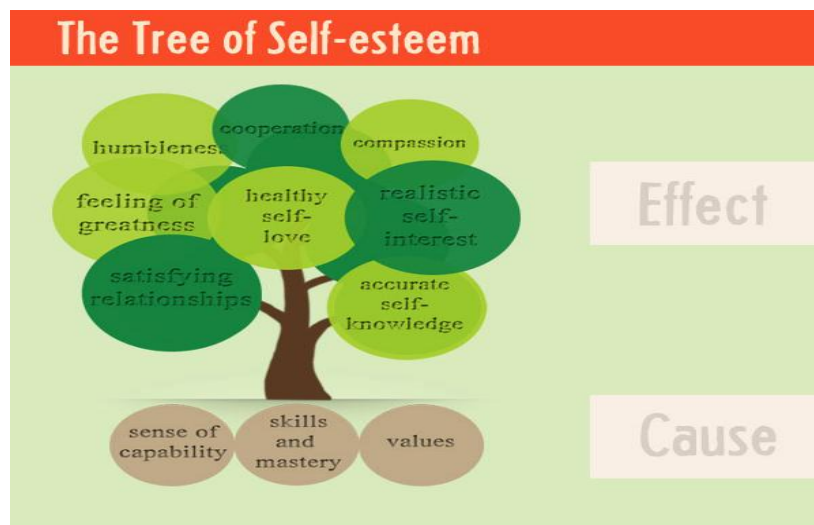 The Tree of Self-esteem
humbleness
cooperation
compassion
feeling of
greatness
healthy
self-
love
realistic
self-
interest
satisfying
relationships
accurate
self-
knowledge
Effect
sense of
capability
skills
and
mastery
values
Cause